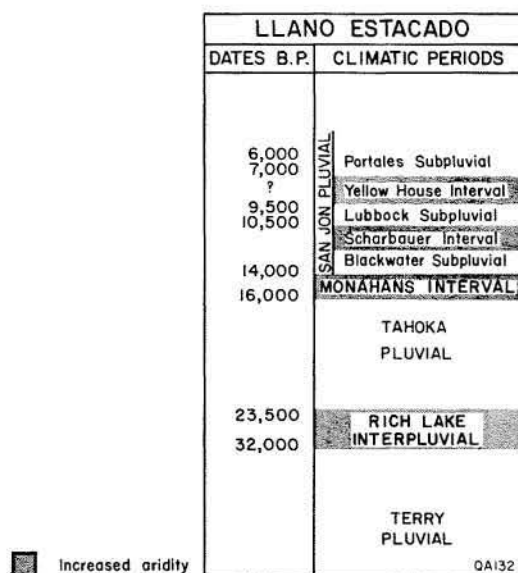 LLANO ESTACADO
DATES B.P.
CLIMATIC PERIODS
SAN JON PLUVIAL
6,000
7,000
Portales Subpluvial
?
Yellow House Interval
9,500
10,500
Lubbock Subpluvial
Scharbauer Interval
Blackwater Subpluvial
14,000
MONAHANS INTERVAL
16,000
TAHOKA
PLUVIAL
23,500
32,000
RICH LAKE
INTERPLUVIAL
TERRY
PLUVIAL
Increased aridity
QA132